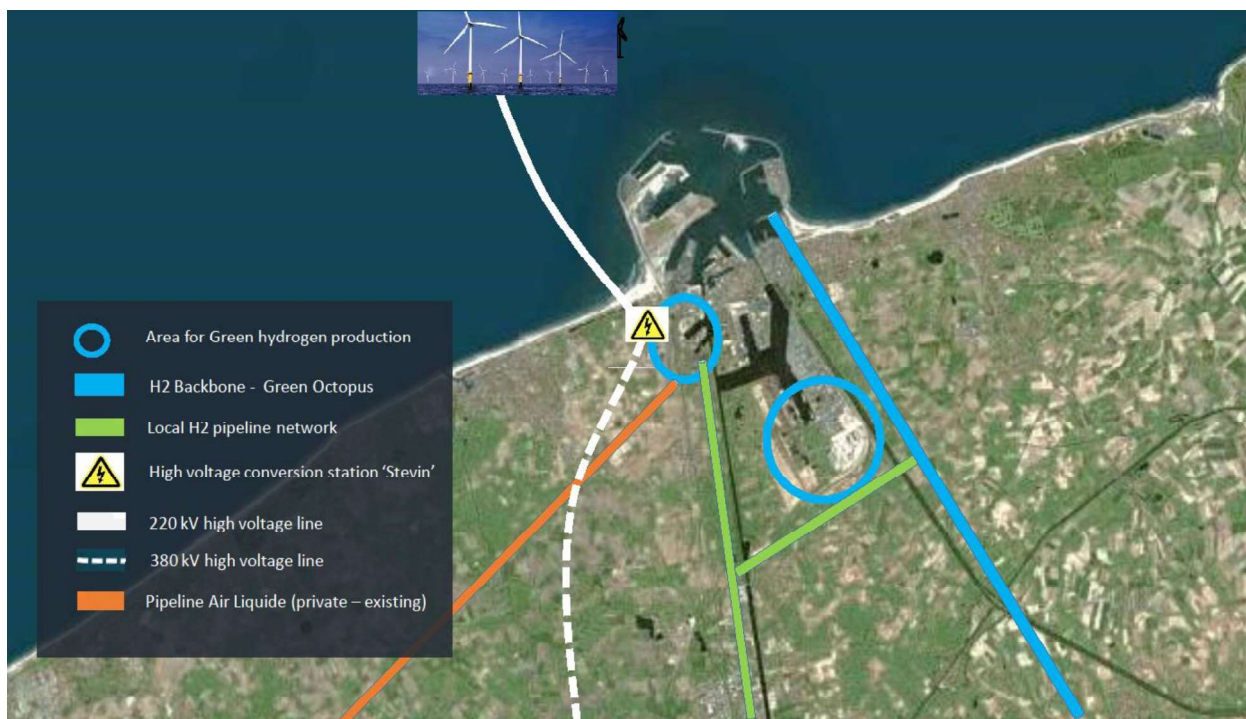 Area for Green hydrogen production
H2 Backbone - Green Octopus
Local H2 pipeline network
High voltage conversion station ‘Stevin’
220 kV high voltage line
380 kV high voltage line
Pipeline Air Liquide (private – existing)